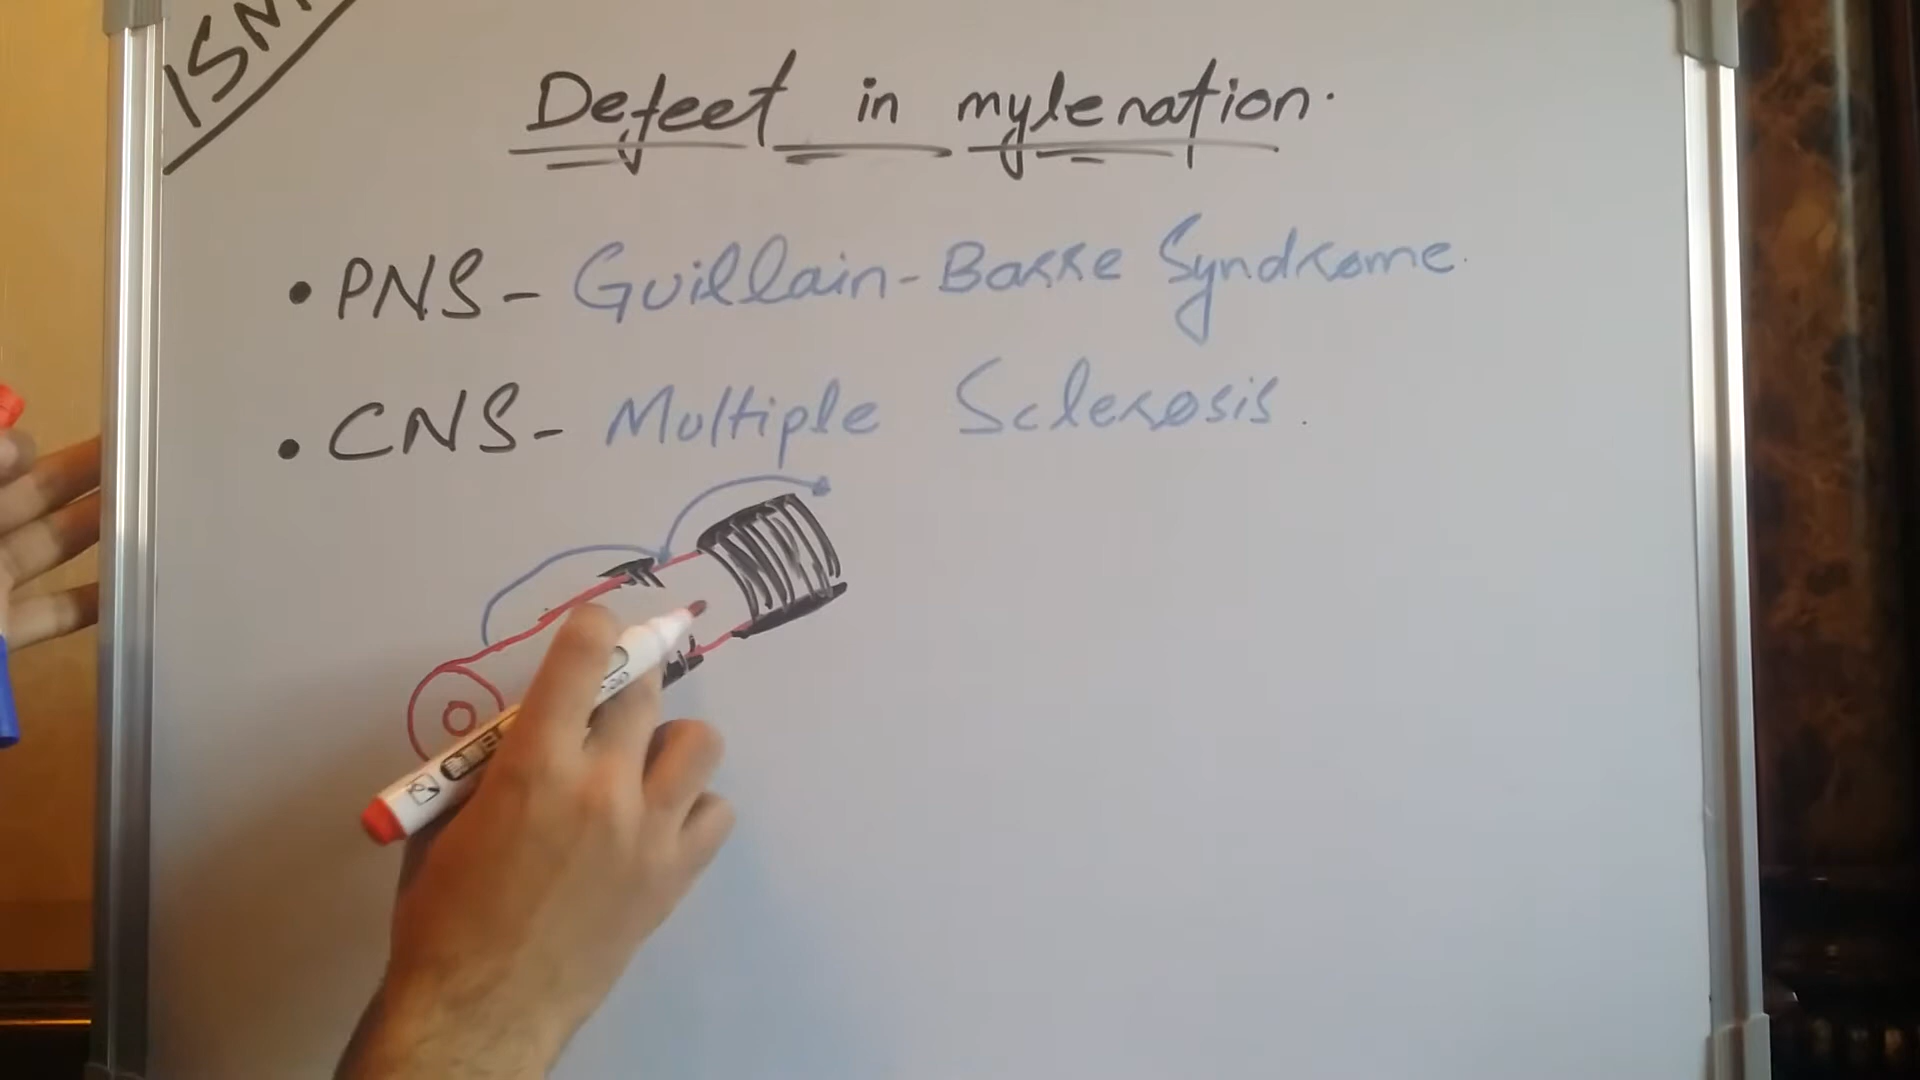 Defect in mylenation.
• PNS - Guillain-Barre Syndrome.
• CNS - Multiple Sclerosis.